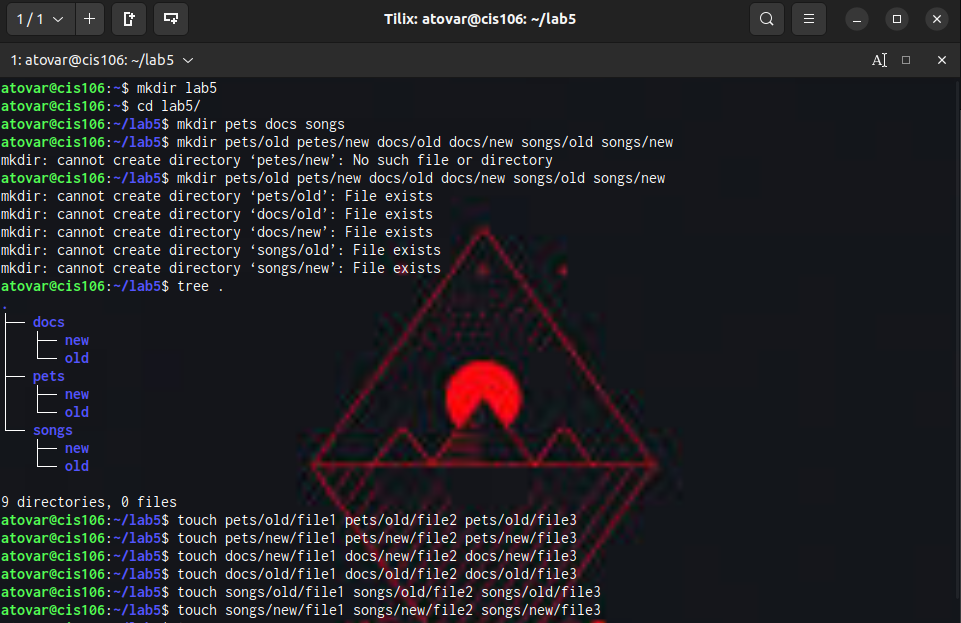 1 / 1
Tilix: atovar@cis106: ~/lab5
1: atovar@cis106: ~/lab5
atovar@cis106:~$ mkdir lab5
atovar@cis106:~$ cd lab5/
atovar@cis106:~/lab5$ mkdir pets docs songs
atovar@cis106:~/lab5$ mkdir pets/old petes/new docs/old docs/new songs/old songs/new
mkdir: cannot create directory ‘petes/new’: No such file or directory
atovar@cis106:~/lab5$ mkdir pets/old pets/new docs/old docs/new songs/old songs/new
mkdir: cannot create directory ‘pets/old’: File exists
mkdir: cannot create directory ‘docs/old’: File exists
mkdir: cannot create directory ‘docs/new’: File exists
mkdir: cannot create directory ‘songs/old’: File exists
mkdir: cannot create directory ‘songs/new’: File exists
atovar@cis106:~/lab5$ tree .
.
├── docs
│   ├── new
│   └── old
├── pets
│   ├── new
│   └── old
└── songs
    ├── new
    └── old
9 directories, 0 files
atovar@cis106:~/lab5$ touch pets/old/file1 pets/old/file2 pets/old/file3
atovar@cis106:~/lab5$ touch pets/new/file1 pets/new/file2 pets/new/file3
atovar@cis106:~/lab5$ touch docs/new/file1 docs/new/file2 docs/new/file3
atovar@cis106:~/lab5$ touch docs/old/file1 docs/old/file2 docs/old/file3
atovar@cis106:~/lab5$ touch songs/old/file1 songs/old/file2 songs/old/file3
atovar@cis106:~/lab5$ touch songs/new/file1 songs/new/file2 songs/new/file3